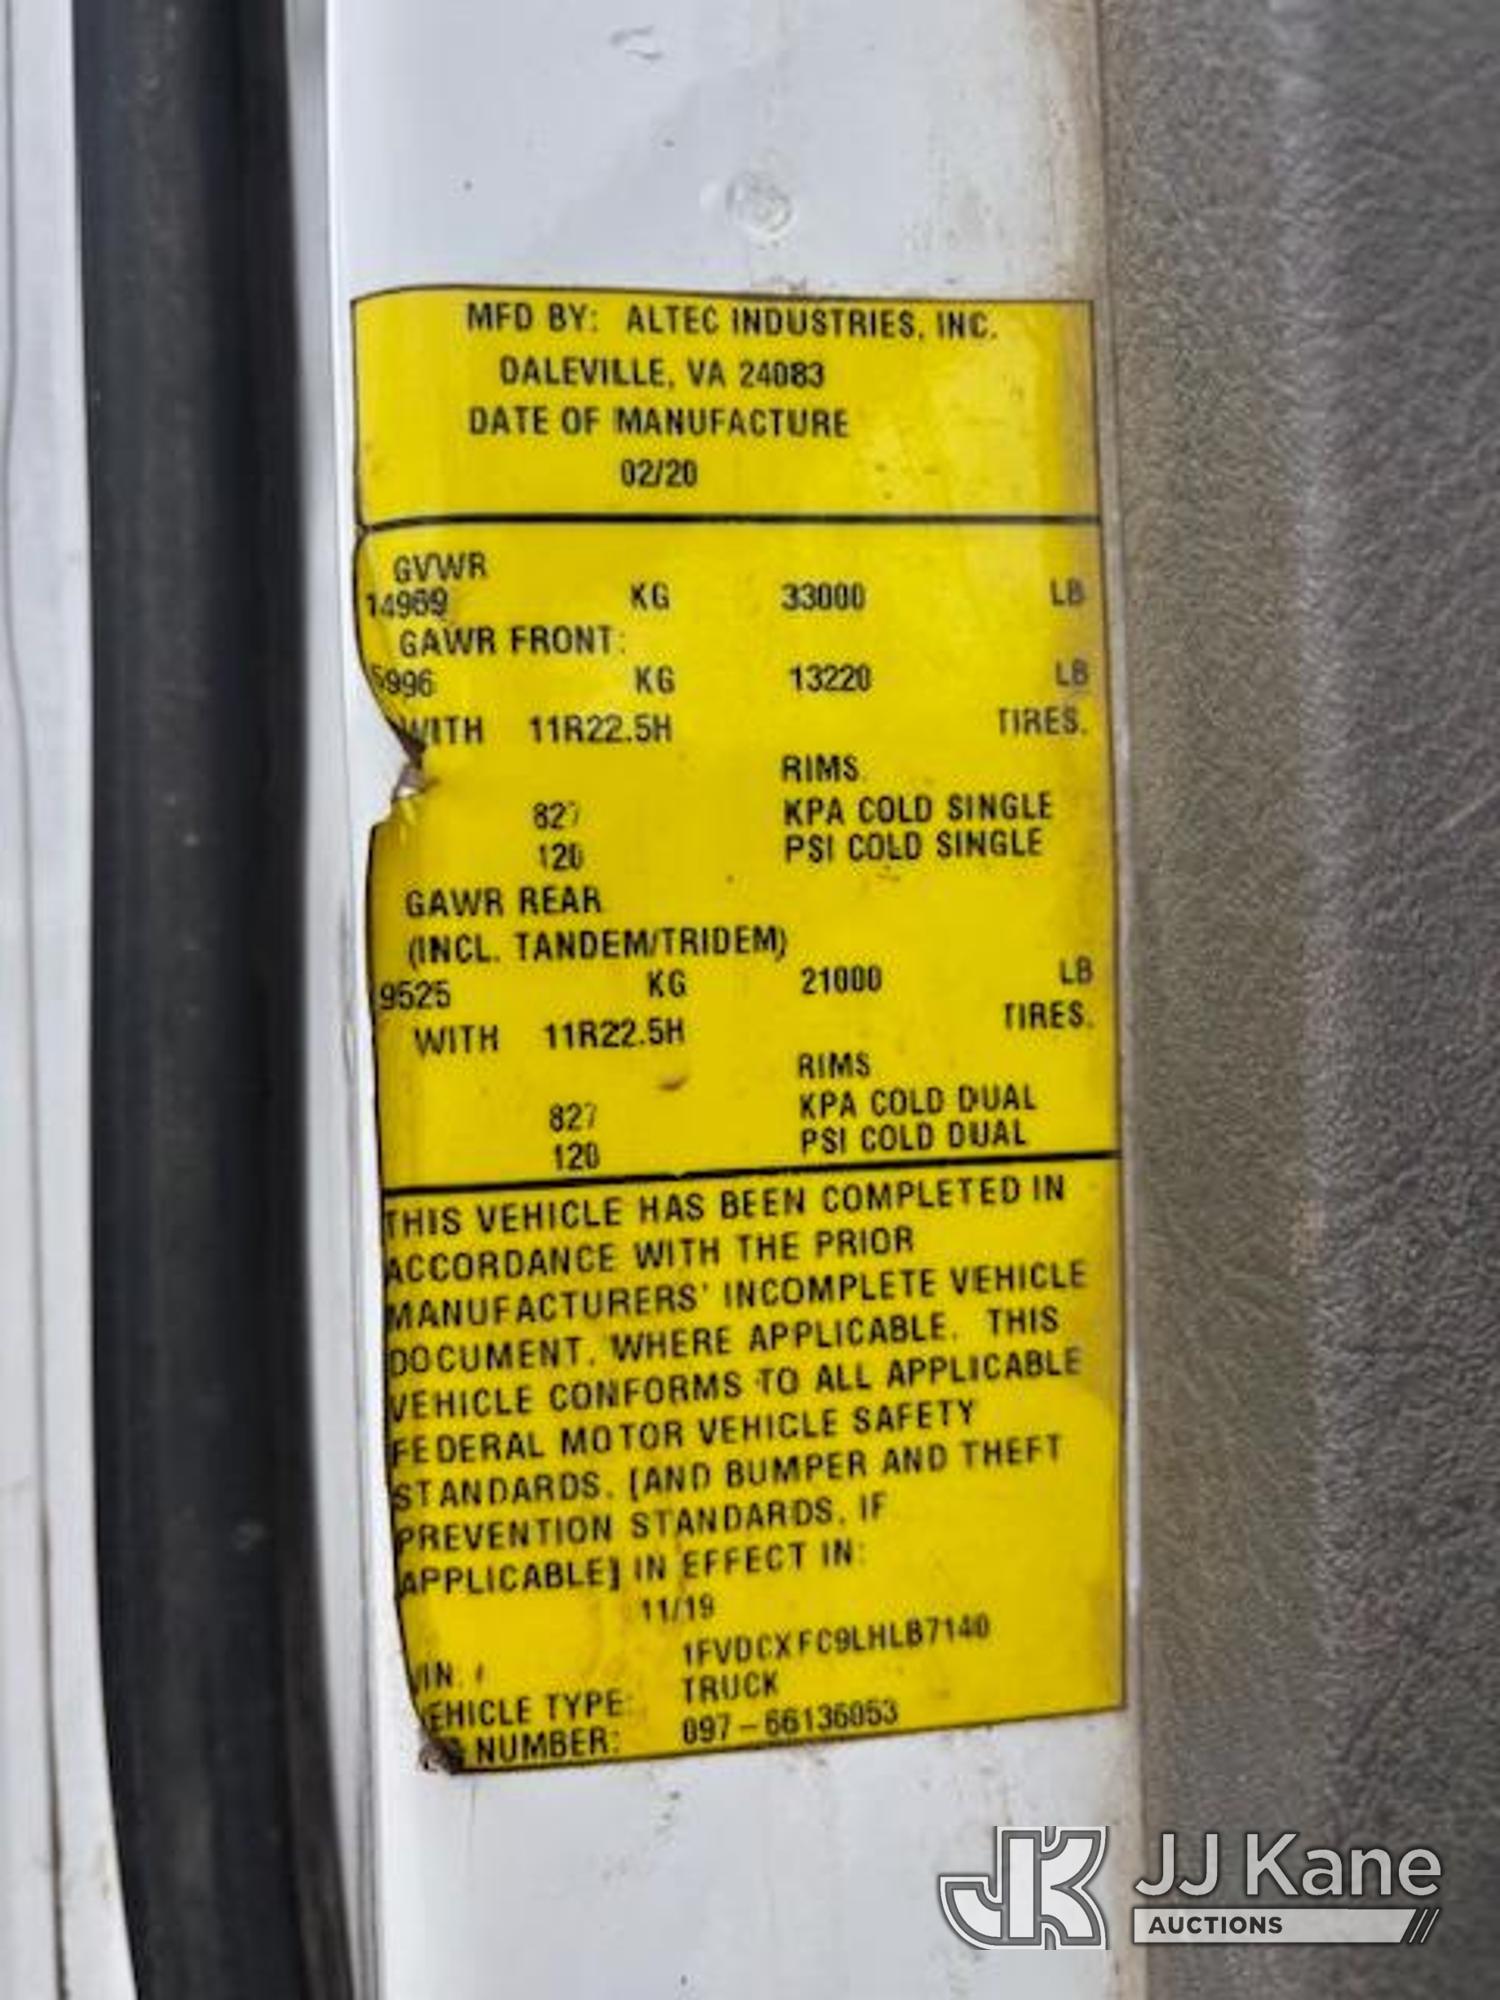 MFD BY: ALTEC INDUSTRIES, INC.
DALEVILLE, VA 24083
DATE OF MANUFACTURE
02/20
GVWR
14969 KG 33000 LB
GAWR FRONT:
5996 KG 13220 LB
WITH 11R22.5H TIRES.
RIMS
827 KPA COLD SINGLE
120 PSI COLD SINGLE
GAWR REAR
(INCL. TANDEM/TRIDEM)
9525 KG 21000 LB
WITH 11R22.5H TIRES.
RIMS
827 KPA COLD DUAL
120 PSI COLD DUAL
THIS VEHICLE HAS BEEN COMPLETED IN
ACCORDANCE WITH THE PRIOR
MANUFACTURERS' INCOMPLETE VEHICLE
DOCUMENT, WHERE APPLICABLE. THIS
VEHICLE CONFORMS TO ALL APPLICABLE
FEDERAL MOTOR VEHICLE SAFETY
STANDARDS, [AND BUMPER AND THEFT
PREVENTION STANDARDS, IF
APPLICABLE] IN EFFECT IN:
11/19
VIN. 1FVDCXFC9LHLB7140
VEHICLE TYPE: TRUCK
NUMBER: 097-66136053
JK JJ Kane
AUCTIONS